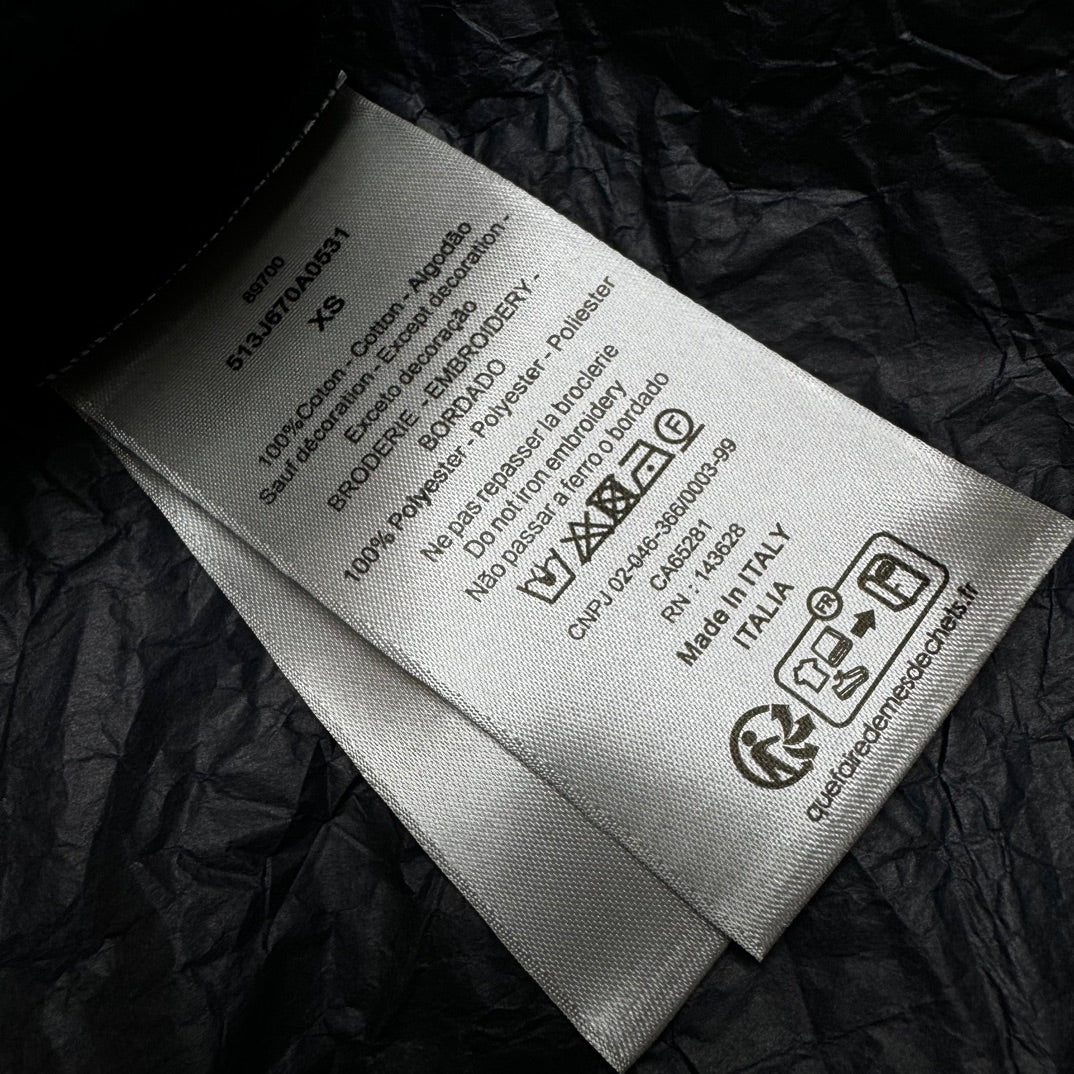 89700
513J670A0531
XS
100%Coton - Cotton - Algodão
Sauf décoration - Except decoration -
Exceto decoração
BRODERIE - EMBROIDERY -
BORDADO
100% Polyester - Polyester - Poliester
Ne pas repasser la broclerie
Do not iron embroidery
Não passar a ferro o bordado
F
CNPJ 02-046-366/0003-99
CA65281
RN : 143628
Made In ITALY
ITALIA
FR
quefairedemesdechets.fr